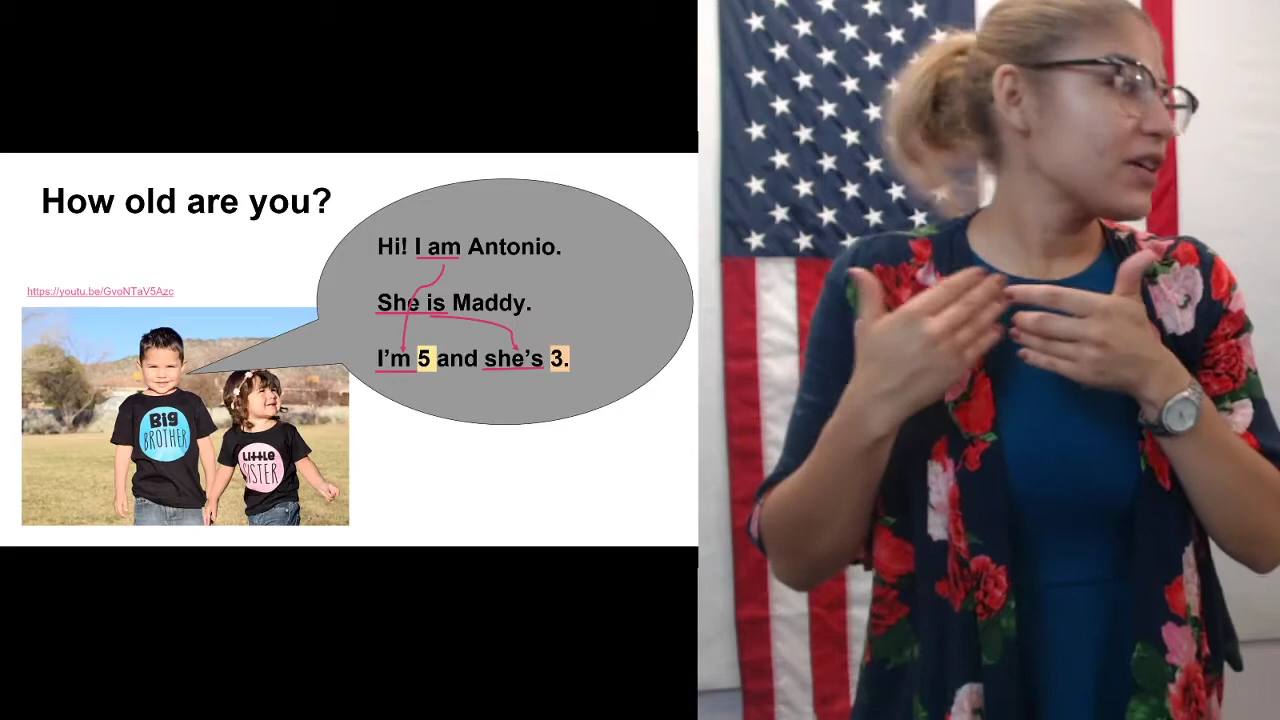 How old are you?
Hi! I am Antonio.
She is Maddy.
I'm 5 and she's 3.
https://youtu.be/GvoNTaV5Azc
Big
BROTHER
LittLe
SISTER